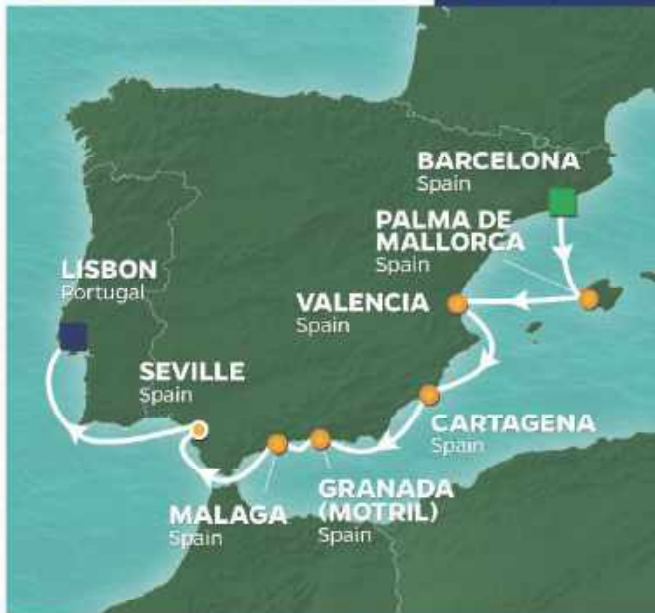 BARCELONA
Spain
PALMA DE
MALLORCA
Spain
LISBON
Portugal
VALENCIA
Spain
SEVILLE
Spain
CARTAGENA
Spain
GRANADA
(MOTRIL)
Spain
MALAGA
Spain